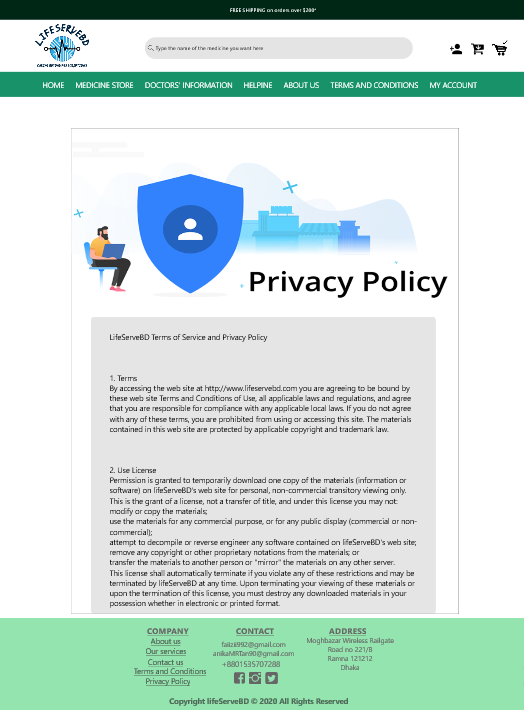 FREE SHIPPING on orders over $200*
LIFESERVEBD
Type the name of the medicine you want here
HOME MEDICINE STORE DOCTORS' INFORMATION HELPINE ABOUT US TERMS AND CONDITIONS MY ACCOUNT
Privacy Policy
LifeServeBD Terms of Service and Privacy Policy
1. Terms
By accessing the web site at http://www.lifeservebd.com you are agreeing to be bound by
these web site Terms and Conditions of Use, all applicable laws and regulations, and agree
that you are responsible for compliance with any applicable local laws. If you do not agree
with any of these terms, you are prohibited from using or accessing this site. The materials
contained in this web site are protected by applicable copyright and trademark law.
2. Use License
Permission is granted to temporarily download one copy of the materials (information or
software) on lifeServeBD's web site for personal, non-commercial transitory viewing only.
This is the grant of a license, not a transfer of title, and under this license you may not:
modify or copy the materials;
use the materials for any commercial purpose, or for any public display (commercial or non-
commercial);
attempt to decompile or reverse engineer any software contained on lifeServeBD's web site;
remove any copyright or other proprietary notations from the materials; or
transfer the materials to another person or "mirror" the materials on any other server.
This license shall automatically terminate if you violate any of these restrictions and may be
terminated by lifeServeBD at any time. Upon terminating your viewing of these materials or
upon the termination of this license, you must destroy any downloaded materials in your
possession whether in electronic or printed format.
COMPANY
About us
Our services
Contact us
Terms and Conditions
Privacy Policy
CONTACT
anikaMRTan90@gmail.com
+8801535707288
ADDRESS
Moghbazar Wireless Railgate
Road no 221/B
Ramna 121212
Dhaka
Copyright lifeServeBD © 2020 All Rights Reserved